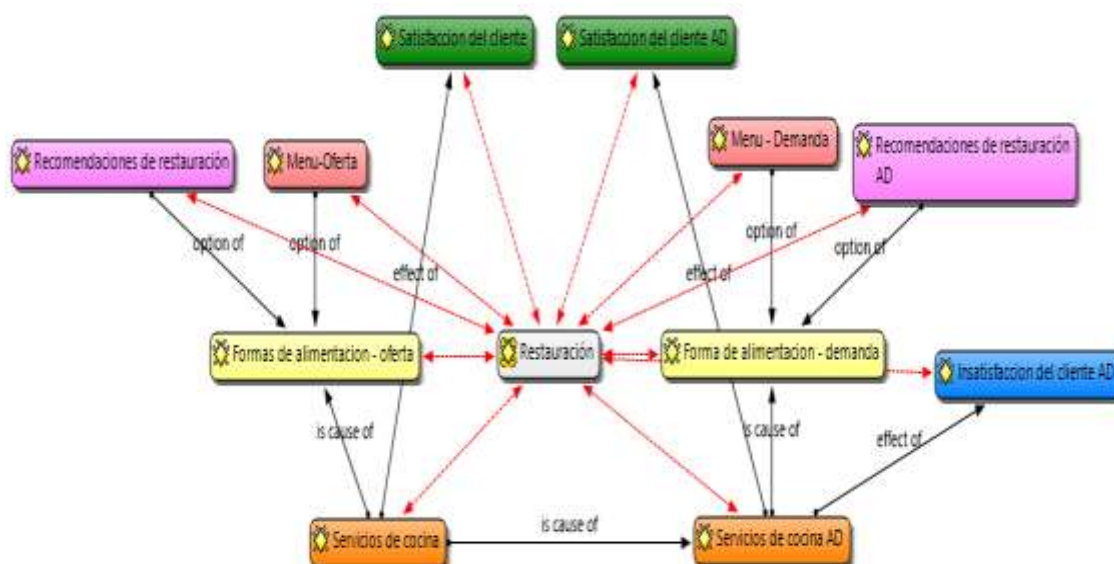 Satisfaccion del cliente
Satisfaccion del cliente AD
Recomendaciones de restauración
Menu-Oferta
Menu - Demanda
Recomendaciones de restauración
AD
option of
option of
effect of
effect of
option of
option of
Formas de alimentacion - oferta
Restauración
Forma de alimentacion - demanda
Insatisfaccion del cliente AD
is cause of
is cause of
effect of
is cause of
Servicios de cocina
Servicios de cocina AD